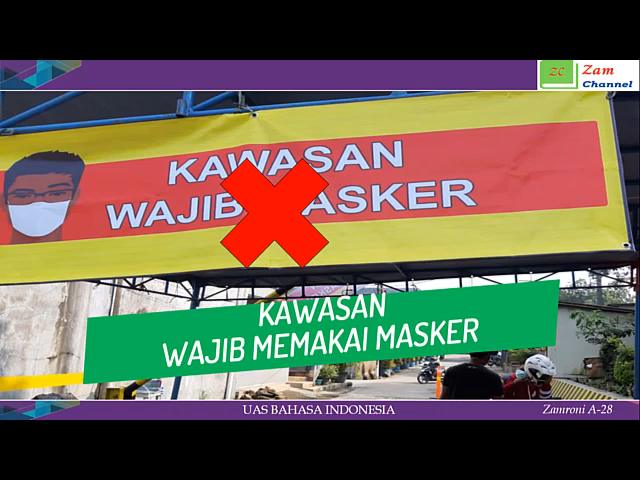 zc Zam
Channel
KAWASAN
WAJIB MASKER
KAWASAN
WAJIB MEMAKAI MASKER
UAS BAHASA INDONESIA
Zamroni A-28